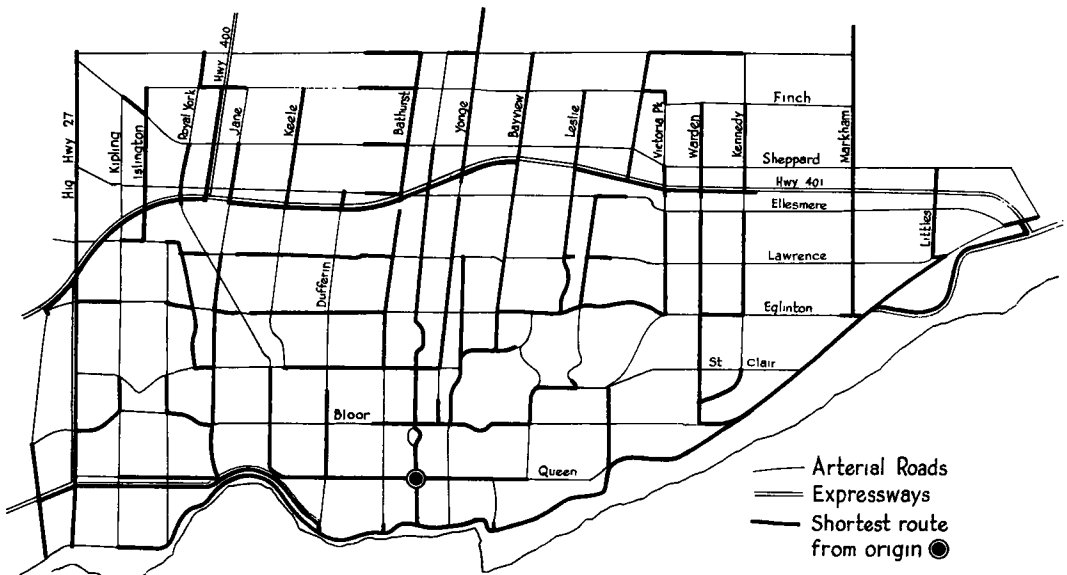 Hwy 400
Hiq Hwy 27
Kipling
Islington
Royal York
Jane
Keele
Bathurst
Yonge
Bayview
Leslie
Victoria Pk
Warden
Kennedy
Markham
Finch
Sheppard
Hwy 401
Ellesmere
Littles
Lawrence
Dufferin
Eglinton
St Clair
Bloor
Queen
Arterial Roads
Expressways
Shortest route
from origin